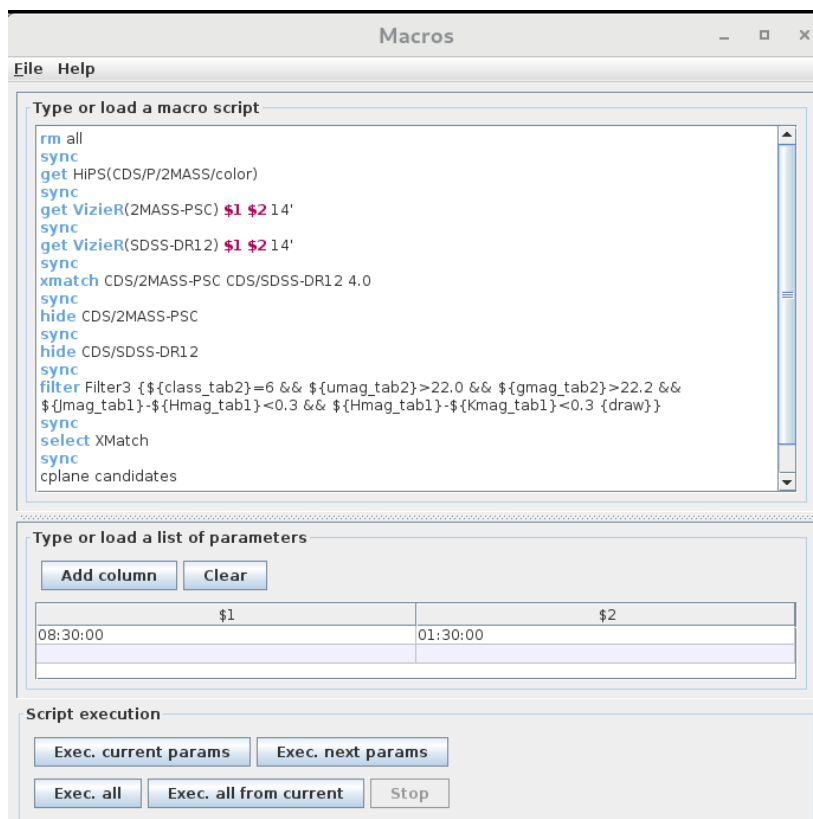 Macros
File Help
Type or load a macro script
rm all
sync
get HiPS(CDS/P/2MASS/color)
sync
get VizieR(2MASS-PSC) $1 $2 14'
sync
get VizieR(SDSS-DR12) $1 $2 14'
sync
xmatch CDS/2MASS-PSC CDS/SDSS-DR12 4.0
sync
hide CDS/2MASS-PSC
sync
hide CDS/SDSS-DR12
sync
filter Filter3 {${class_tab2}=6 && ${umag_tab2}>22.0 && ${gmag_tab2}>22.2 &&
${Jmag_tab1}-${Hmag_tab1}<0.3 && ${Hmag_tab1}-${Kmag_tab1}<0.3 {draw}}
sync
select XMatch
sync
cplane candidates
Type or load a list of parameters
Add column Clear
$1 $2
08:30:00 01:30:00
Script execution
Exec. current params Exec. next params
Exec. all Exec. all from current Stop